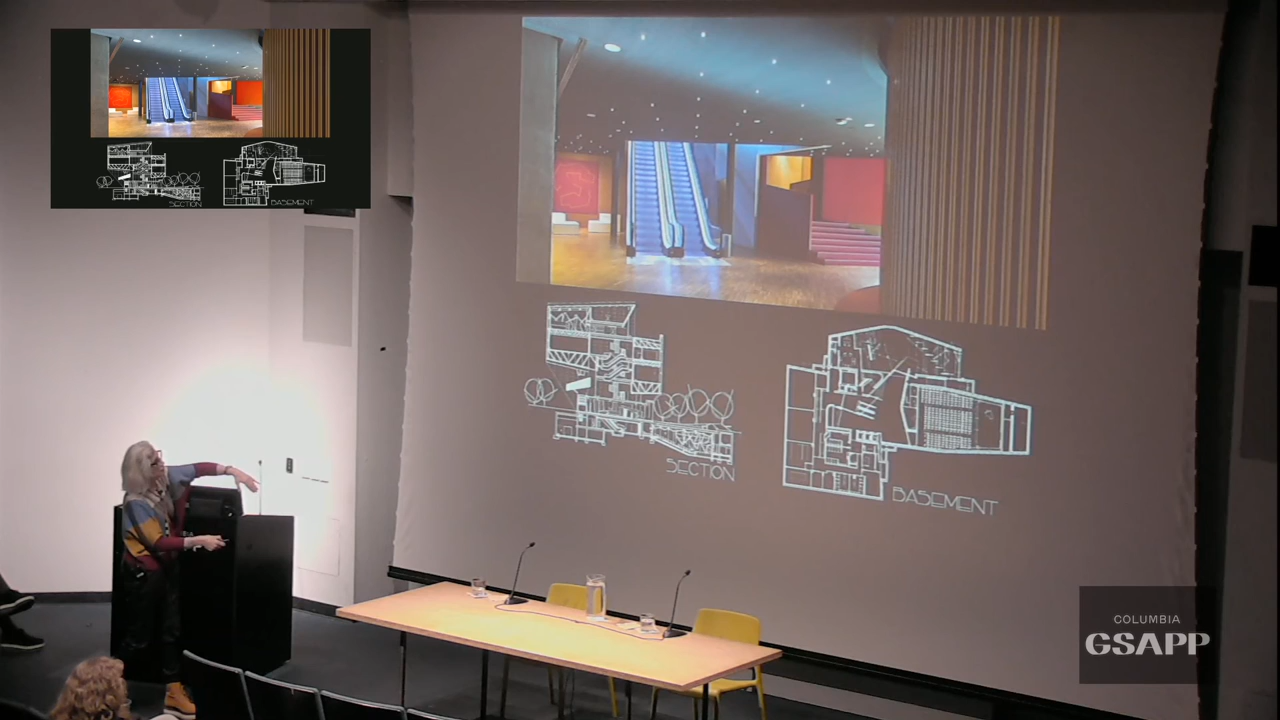 SECTION
BASEMENT
SECTION
BASEMENT
COLUMBIA
GSAPP